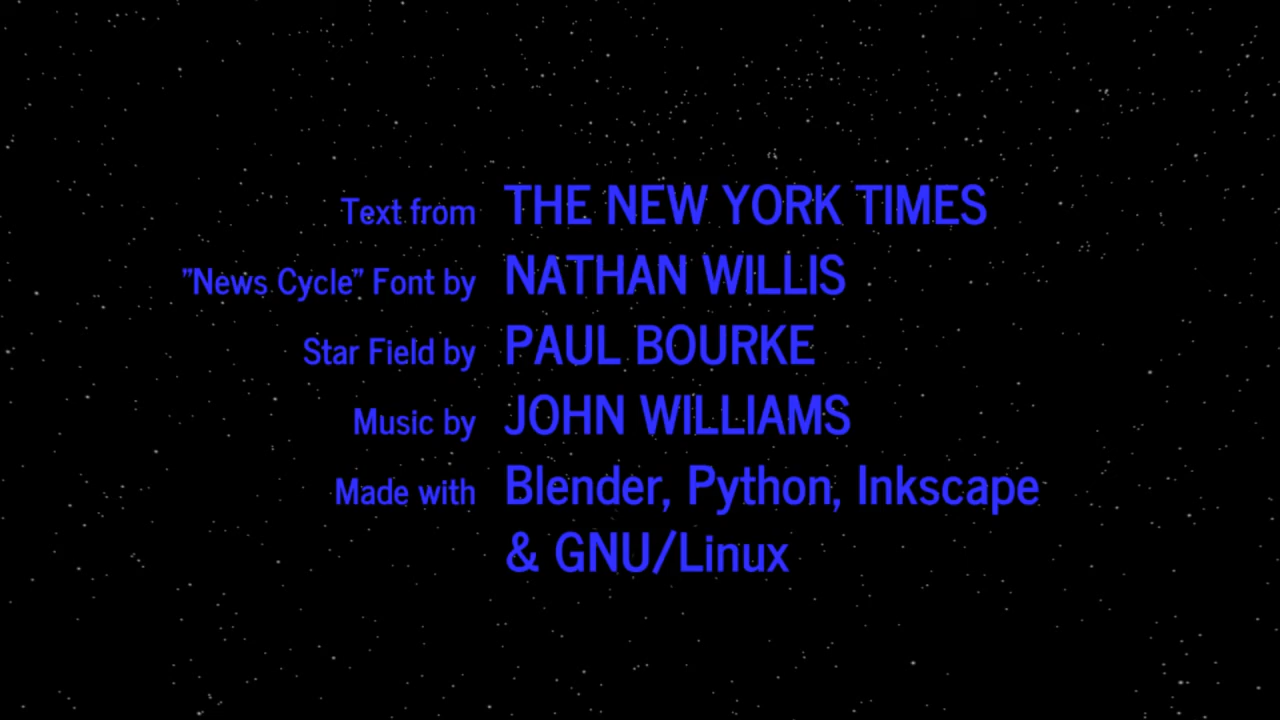 Text from THE NEW YORK TIMES
"News Cycle" Font by NATHAN WILLIS
Star Field by PAUL BOURKE
Music by JOHN WILLIAMS
Made with Blender, Python, Inkscape
& GNU/Linux